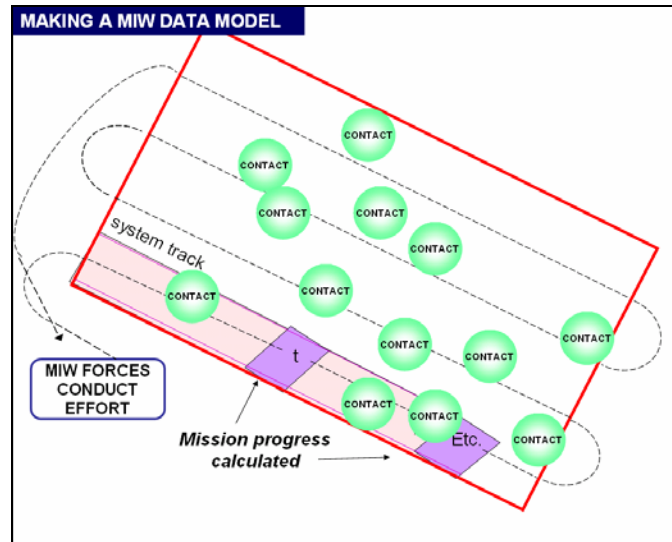 MAKING A MIW DATA MODEL
CONTACT
CONTACT
CONTACT
CONTACT
system track
CONTACT
CONTACT
CONTACT
CONTACT
CONTACT
t
CONTACT
MIW FORCES
CONDUCT
EFFORT
CONTACT
CONTACT
Etc.
CONTACT
Mission progress
calculated